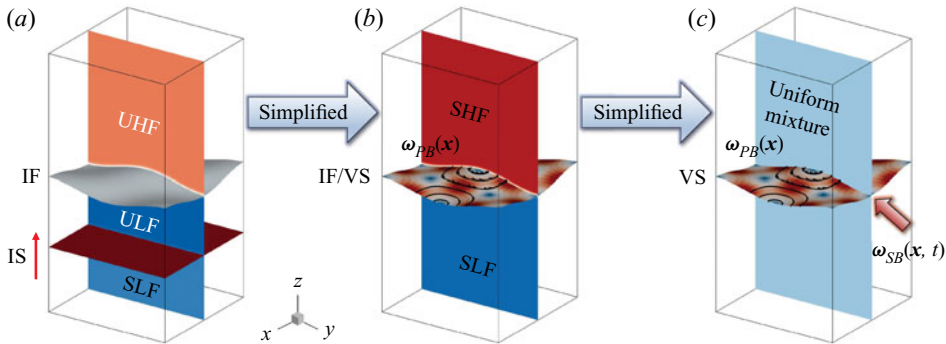 (a)
UHF
IF
ULF
IS
SLF
Simplified
z
x
y
(b)
SHF
ω_PB(x)
IF/VS
SLF
Simplified
(c)
Uniform
mixture
ω_PB(x)
VS
ω_SB(x, t)